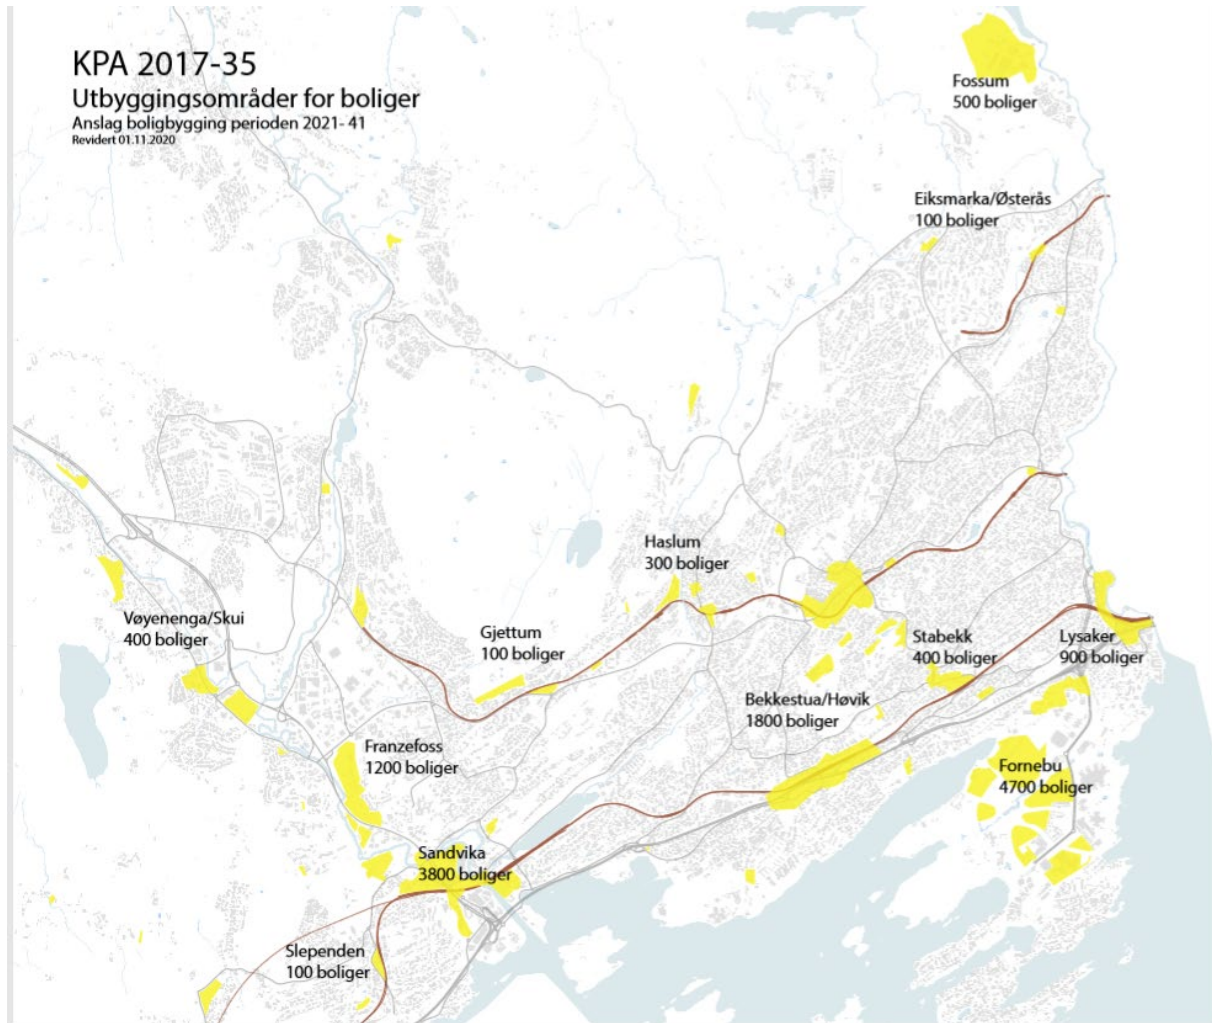 KPA 2017-35
Utbyggingsområder for boliger
Anslag boligbygging perioden 2021- 41
Revidert 01.11.2020
Fossum
500 boliger
Eiksmarka/Østerås
100 boliger
Haslum
300 boliger
Vøyenenga/Skui
400 boliger
Gjettum
100 boliger
Stabekk
400 boliger
Lysaker
900 boliger
Bekkestua/Høvik
1800 boliger
Franzefoss
1200 boliger
Fornebu
4700 boliger
Sandvika
3800 boliger
Slependen
100 boliger